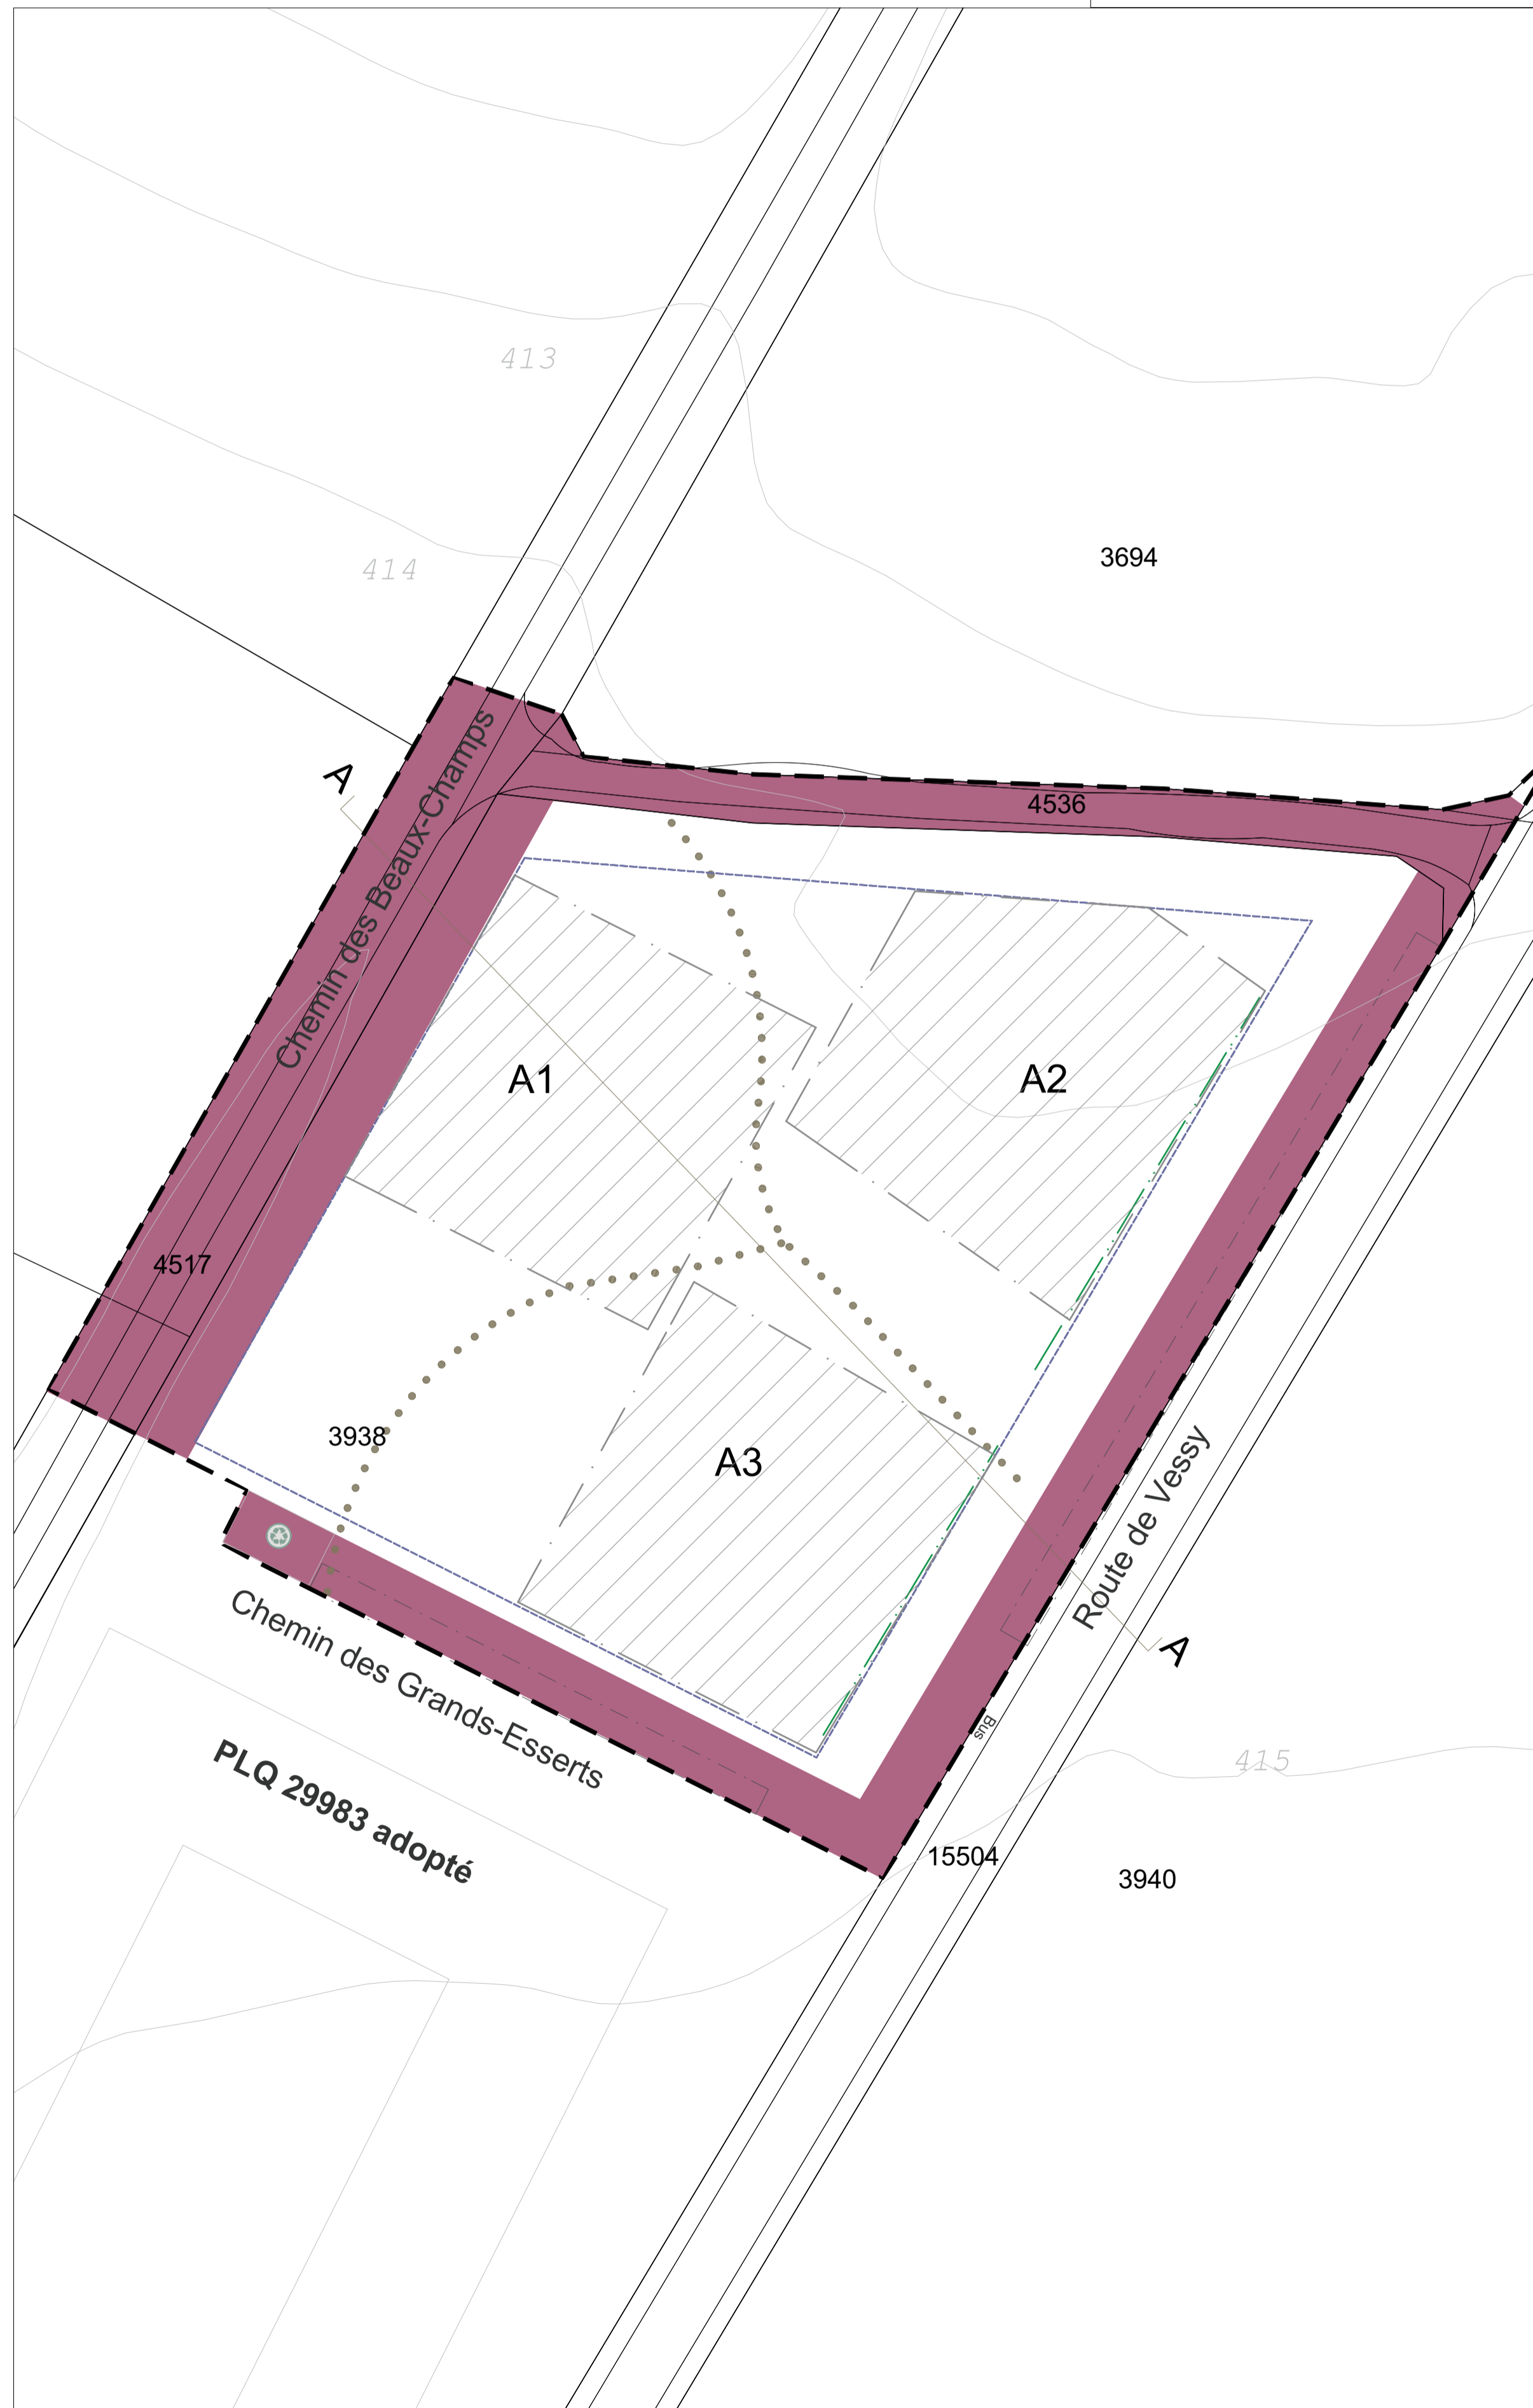 413
3694
414
Chemin des Beaux-Champs
A
4536
A1
A2
4517
3938
A3
Route de Vessy
A
Chemin des Grands-Esserts
Bus
PLQ 29983 adopté
415
15504
3940